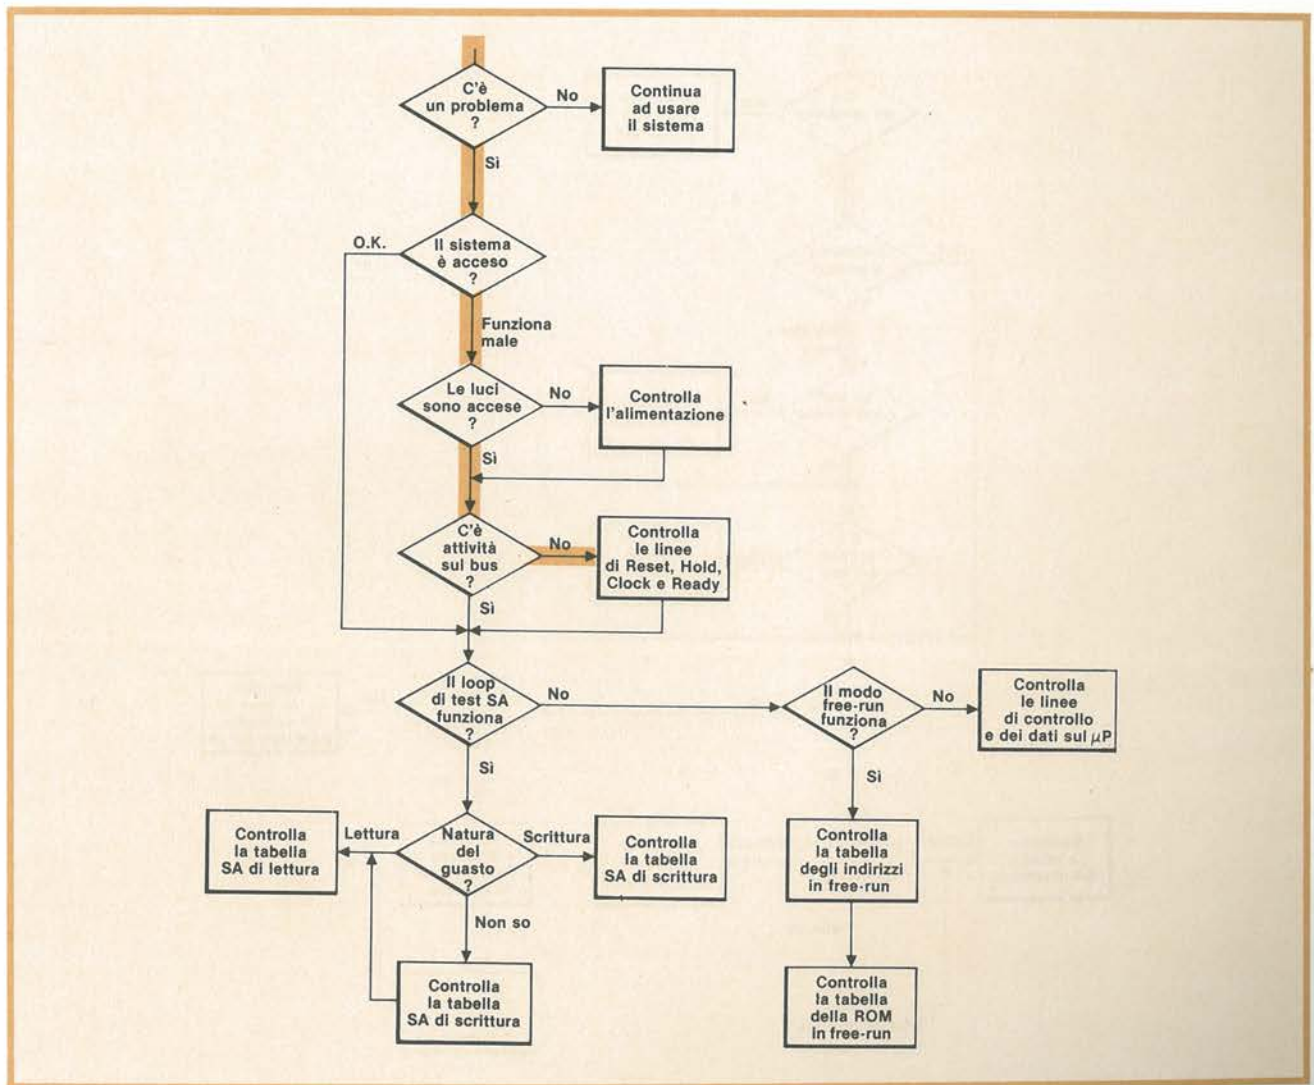 C'è
un problema
?
No
Continua
ad usare
il sistema
Sì
O.K.
Il sistema
è acceso
?
Funziona
male
Le luci
sono accese
?
No
Controlla
l'alimentazione
Sì
C'è
attività
sul bus
?
No
Controlla
le linee
di Reset, Hold,
Clock e Ready
Sì
Il loop
di test SA
funziona
?
No
Il modo
free-run
funziona
?
No
Controlla
le linee
di controllo
e dei dati sul μP
Sì
Sì
Controlla
la tabella
SA di lettura
Lettura
Natura
del
guasto
?
Scrittura
Controlla
la tabella
SA di scrittura
Controlla
la tabella
degli indirizzi
in free-run
Non so
Controlla
la tabella
SA di scrittura
Controlla
la tabella
della ROM
in free-run